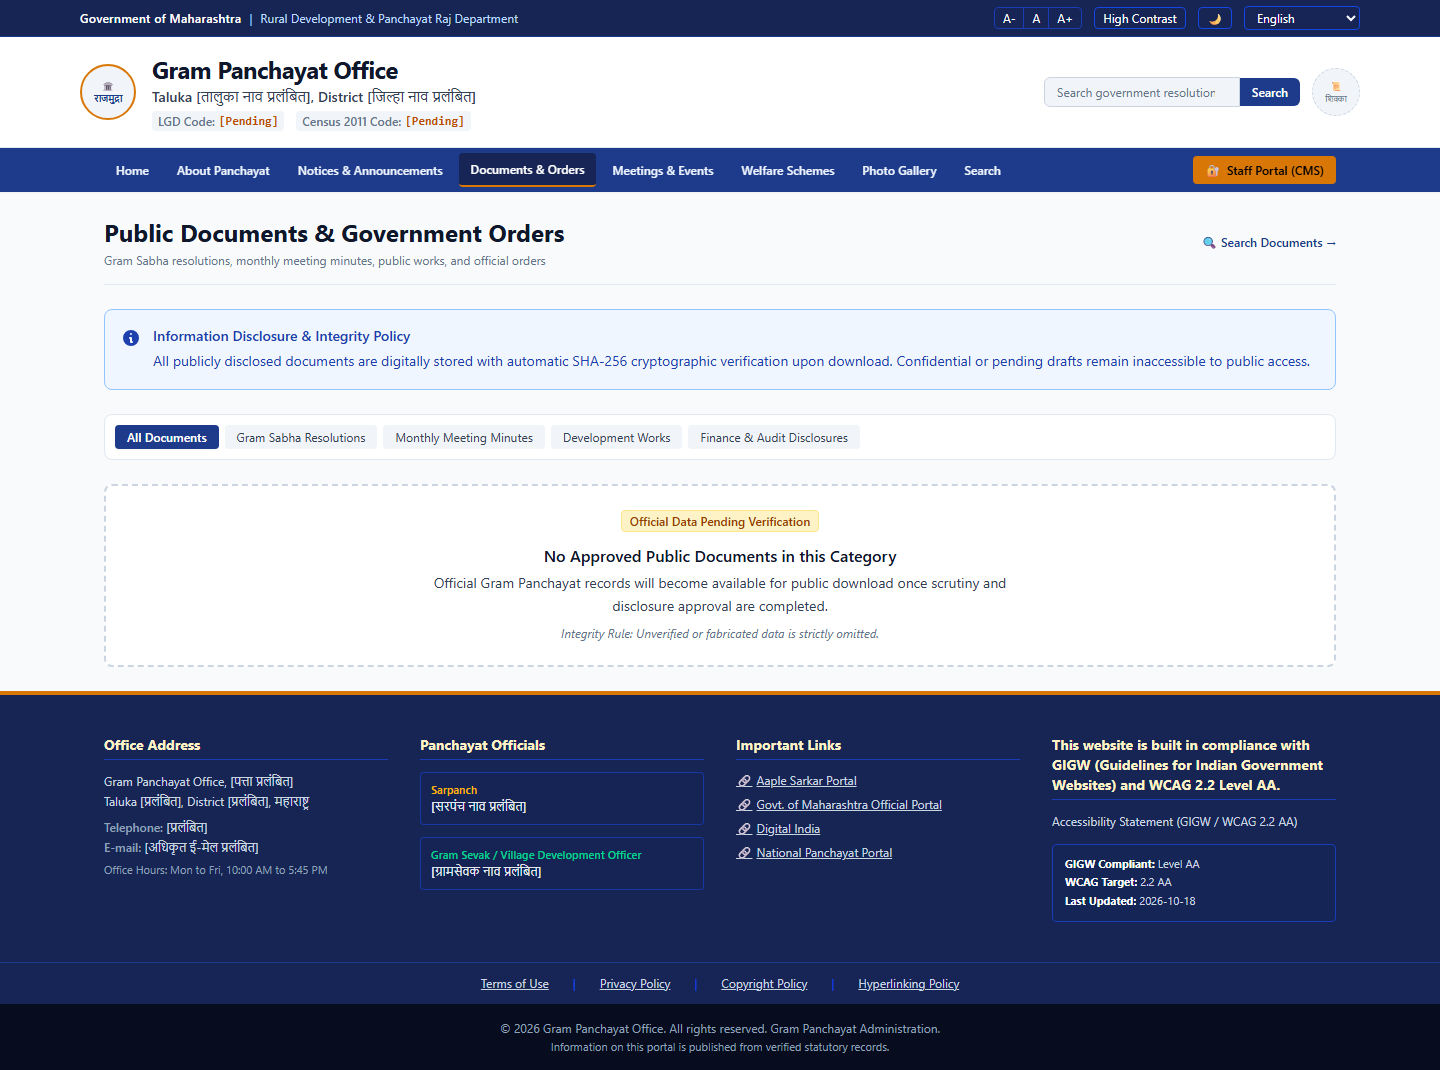 Government of Maharashtra | Rural Development & Panchayat Raj Department
A- A A+ High Contrast English
राजमुद्रा
Gram Panchayat Office
Taluka [तालुका नाव प्रलंबित], District [जिल्हा नाव प्रलंबित]
LGD Code: [Pending] Census 2011 Code: [Pending]
Search government resolution Search
शिक्का
Home About Panchayat Notices & Announcements Documents & Orders Meetings & Events Welfare Schemes Photo Gallery Search Staff Portal (CMS)
Public Documents & Government Orders
Gram Sabha resolutions, monthly meeting minutes, public works, and official orders
Search Documents →
Information Disclosure & Integrity Policy
All publicly disclosed documents are digitally stored with automatic SHA-256 cryptographic verification upon download. Confidential or pending drafts remain inaccessible to public access.
All Documents Gram Sabha Resolutions Monthly Meeting Minutes Development Works Finance & Audit Disclosures
Official Data Pending Verification
No Approved Public Documents in this Category
Official Gram Panchayat records will become available for public download once scrutiny and
disclosure approval are completed.
Integrity Rule: Unverified or fabricated data is strictly omitted.
Office Address
Gram Panchayat Office, [पत्ता प्रलंबित]
Taluka [प्रलंबित], District [प्रलंबित], महाराष्ट्र
Telephone: [प्रलंबित]
E-mail: [अधिकृत ई-मेल प्रलंबित]
Office Hours: Mon to Fri, 10:00 AM to 5:45 PM
Panchayat Officials
Sarpanch
[सरपंच नाव प्रलंबित]
Gram Sevak / Village Development Officer
[ग्रामसेवक नाव प्रलंबित]
Important Links
Aaple Sarkar Portal
Govt. of Maharashtra Official Portal
Digital India
National Panchayat Portal
This website is built in compliance with
GIGW (Guidelines for Indian Government
Websites) and WCAG 2.2 Level AA.
Accessibility Statement (GIGW / WCAG 2.2 AA)
GIGW Compliant: Level AA
WCAG Target: 2.2 AA
Last Updated: 2026-10-18
Terms of Use | Privacy Policy | Copyright Policy | Hyperlinking Policy
© 2026 Gram Panchayat Office. All rights reserved. Gram Panchayat Administration.
Information on this portal is published from verified statutory records.